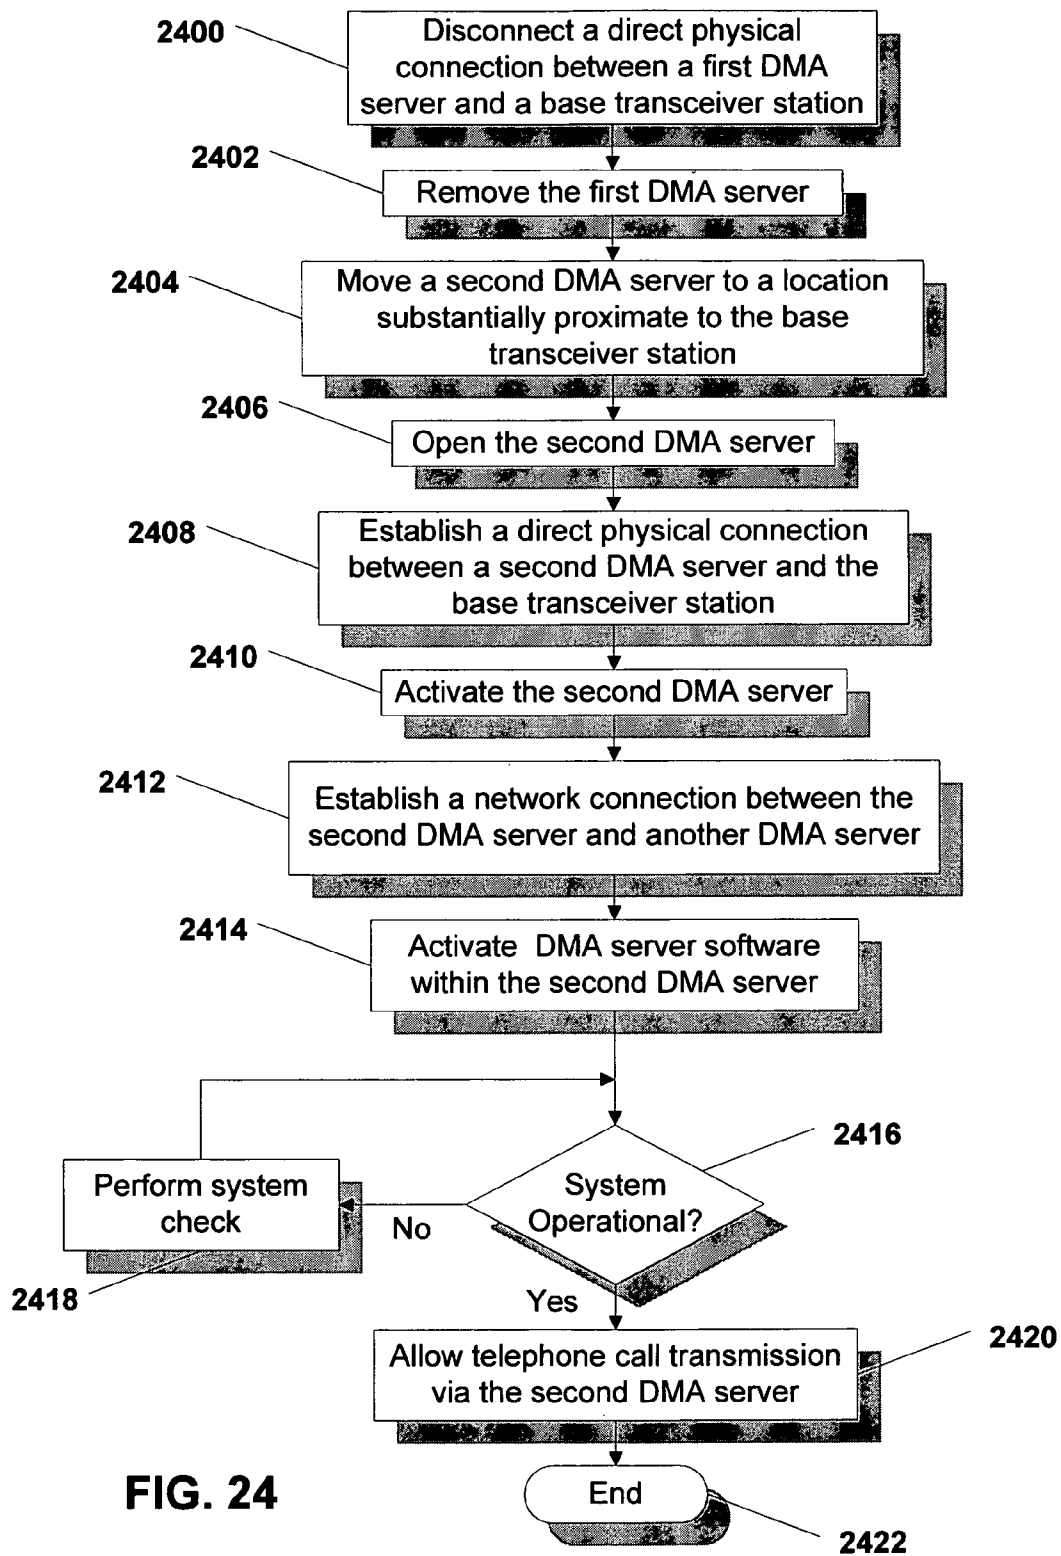 2400
Disconnect a direct physical
connection between a first DMA
server and a base transceiver station
2402
Remove the first DMA server
2404
Move a second DMA server to a location
substantially proximate to the base
transceiver station
2406
Open the second DMA server
2408
Establish a direct physical connection
between a second DMA server and the
base transceiver station
2410
Activate the second DMA server
2412
Establish a network connection between the
second DMA server and another DMA server
2414
Activate DMA server software
within the second DMA server
2416
System
Operational?
Perform system
check
No
2418
Yes
2420
Allow telephone call transmission
via the second DMA server
FIG. 24
End
2422